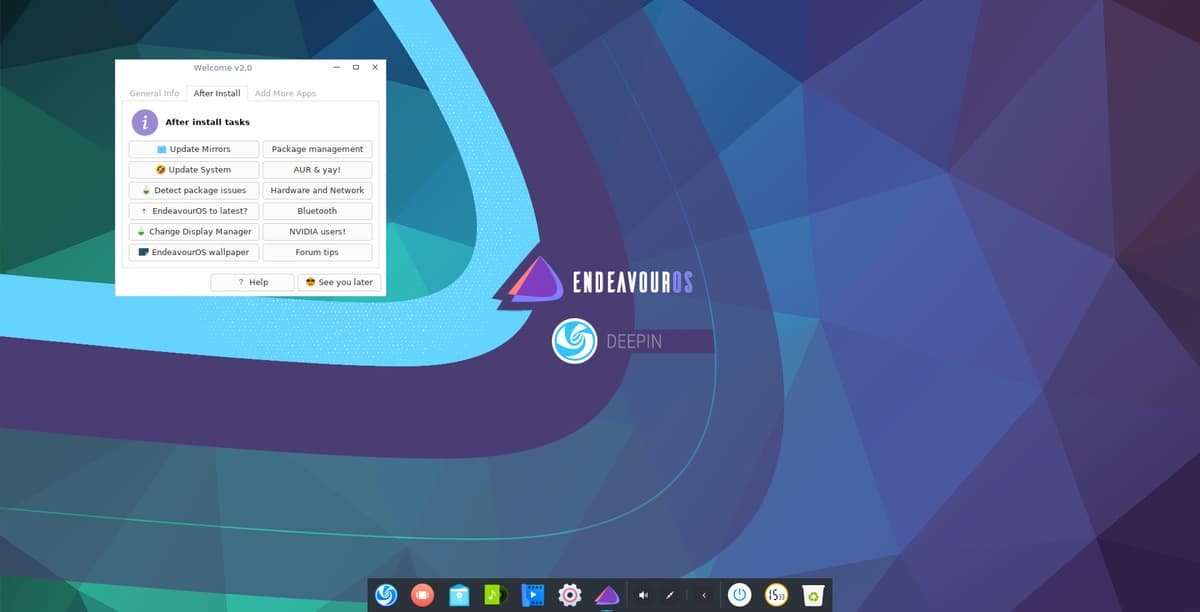 Welcome v2.0
General Info
After Install
Add More Apps
i
After install tasks
Update Mirrors
Package management
Update System
AUR & yay!
Detect package issues
Hardware and Network
EndeavourOS to latest?
Bluetooth
Change Display Manager
NVIDIA users!
EndeavourOS wallpaper
Forum tips
? Help
See you later
ENDEAVOUROS
DEEPIN
15 33